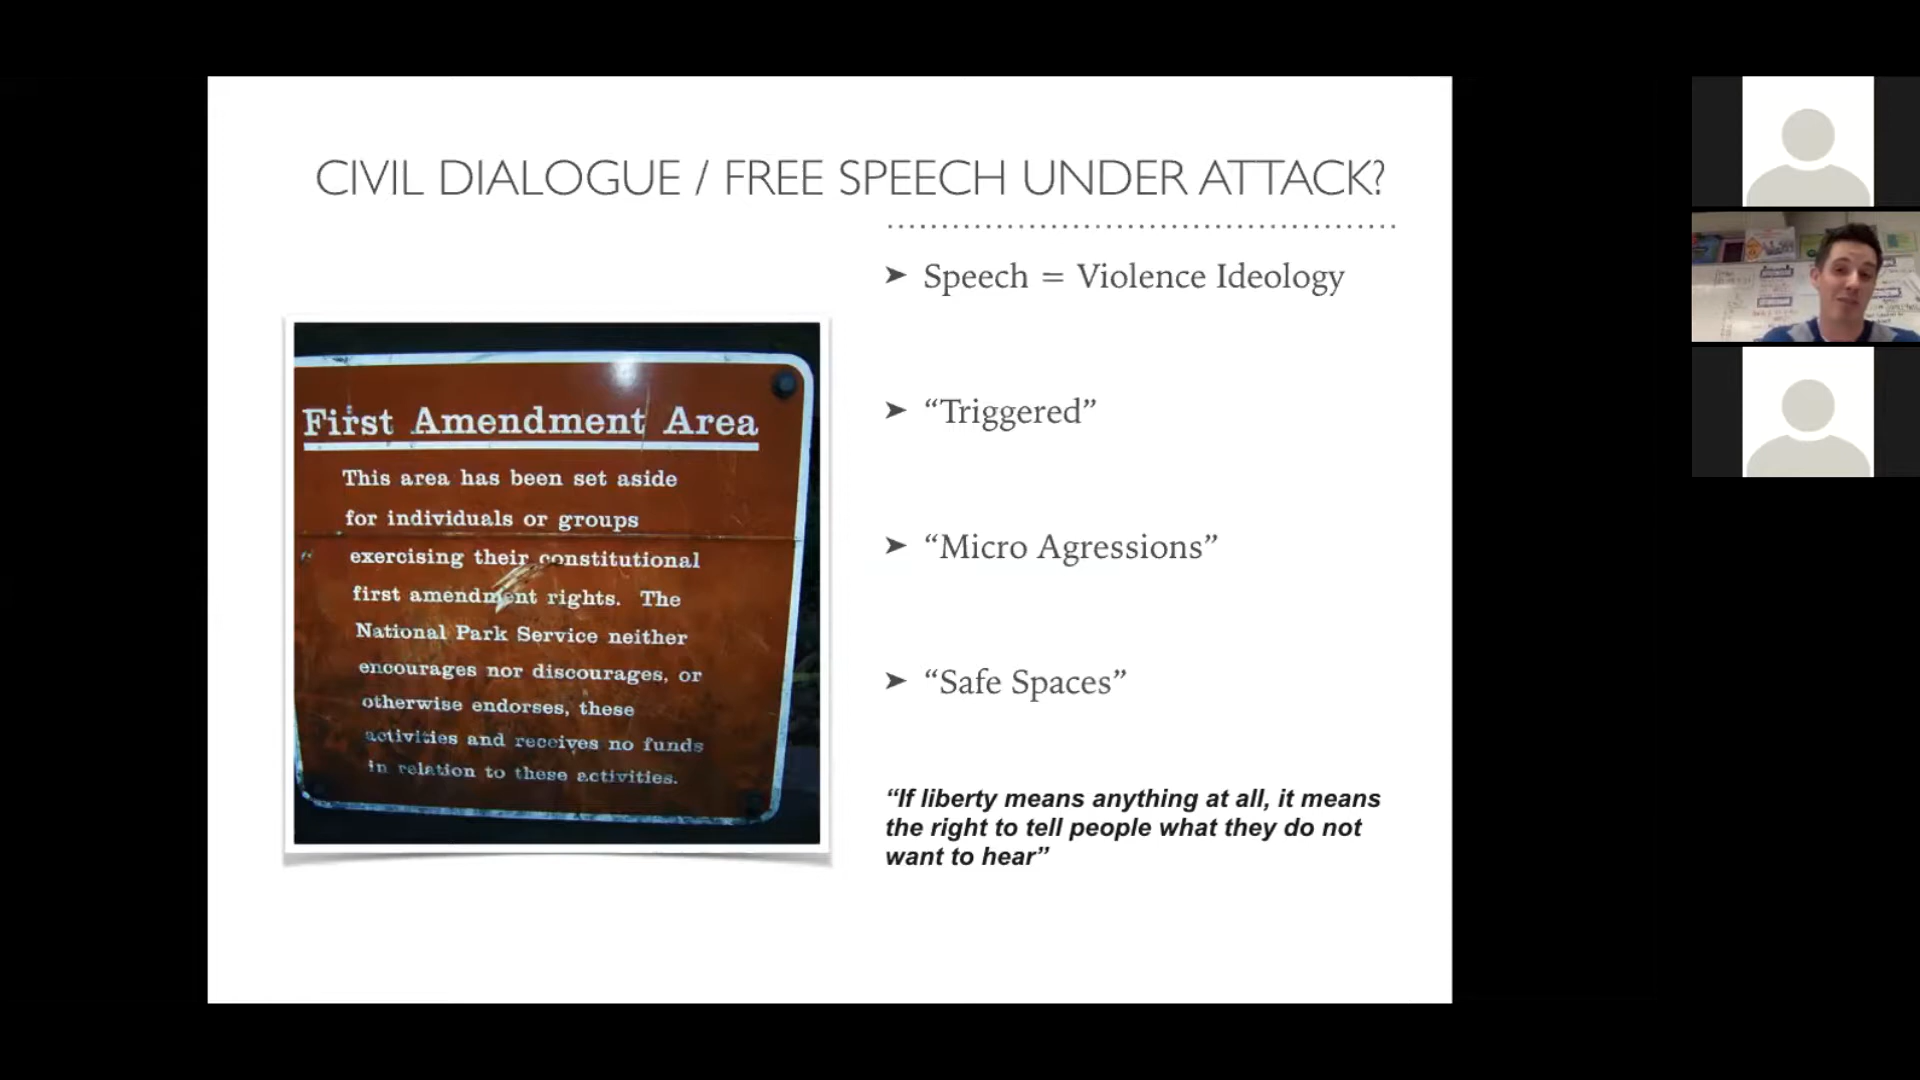 CIVIL DIALOGUE / FREE SPEECH UNDER ATTACK?
First Amendment Area
This area has been set aside
for individuals or groups
exercising their constitutional
first amendment rights. The
National Park Service neither
encourages nor discourages, or
otherwise endorses, these
activities and receives no funds
in relation to these activities.
➤ Speech = Violence Ideology
➤ “Triggered”
➤ “Micro Agressions”
➤ “Safe Spaces”
“If liberty means anything at all, it means
the right to tell people what they do not
want to hear”